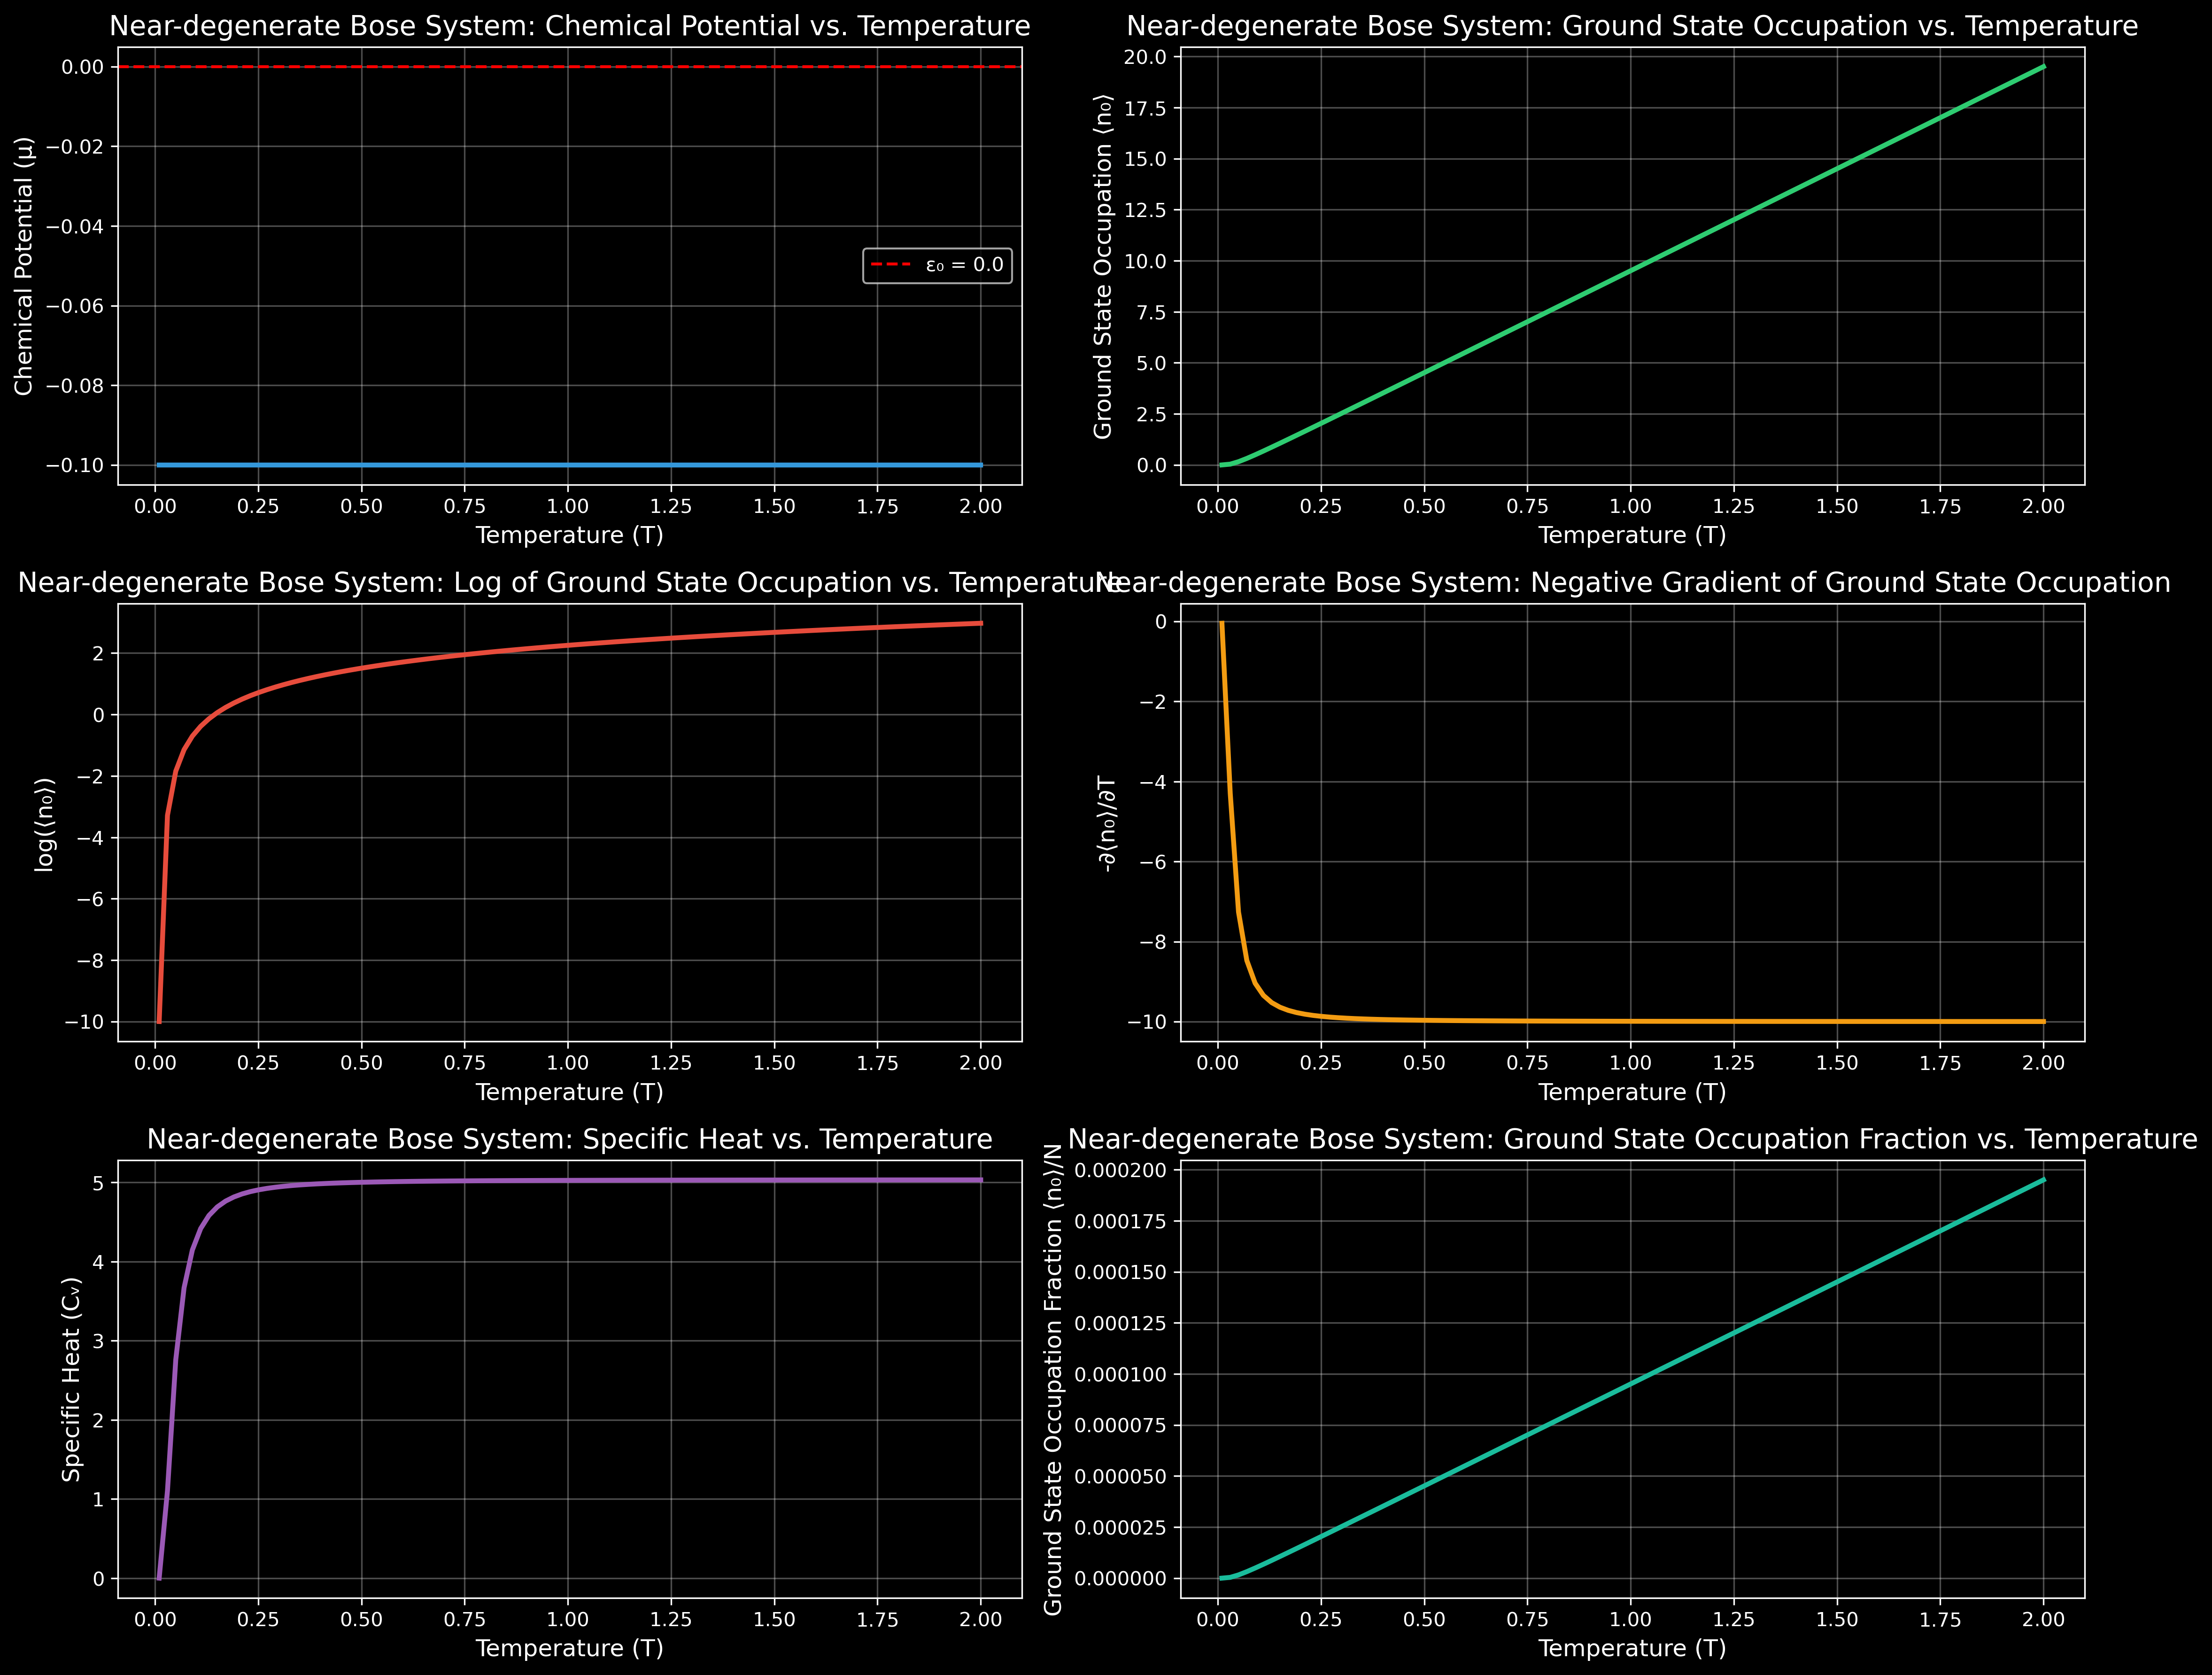 Near-degenerate Bose System: Chemical Potential vs. Temperature
Chemical Potential (μ)
0.00
−0.02
−0.04
−0.06
−0.08
−0.10
ε₀ = 0.0
0.00 0.25 0.50 0.75 1.00 1.25 1.50 1.75 2.00
Temperature (T)
Near-degenerate Bose System: Ground State Occupation vs. Temperature
Ground State Occupation ⟨n₀⟩
20.0
17.5
15.0
12.5
10.0
7.5
5.0
2.5
0.0
0.00 0.25 0.50 0.75 1.00 1.25 1.50 1.75 2.00
Temperature (T)
Near-degenerate Bose System: Log of Ground State Occupation vs. Temperature
log(⟨n₀⟩)
2
0
−2
−4
−6
−8
−10
0.00 0.25 0.50 0.75 1.00 1.25 1.50 1.75 2.00
Temperature (T)
Near-degenerate Bose System: Negative Gradient of Ground State Occupation
-∂⟨n₀⟩/∂T
0
−2
−4
−6
−8
−10
0.00 0.25 0.50 0.75 1.00 1.25 1.50 1.75 2.00
Temperature (T)
Near-degenerate Bose System: Specific Heat vs. Temperature
Specific Heat (Cᵥ)
5
4
3
2
1
0
0.00 0.25 0.50 0.75 1.00 1.25 1.50 1.75 2.00
Temperature (T)
Near-degenerate Bose System: Ground State Occupation Fraction vs. Temperature
Ground State Occupation Fraction ⟨n₀⟩/N
0.000200
0.000175
0.000150
0.000125
0.000100
0.000075
0.000050
0.000025
0.000000
0.00 0.25 0.50 0.75 1.00 1.25 1.50 1.75 2.00
Temperature (T)